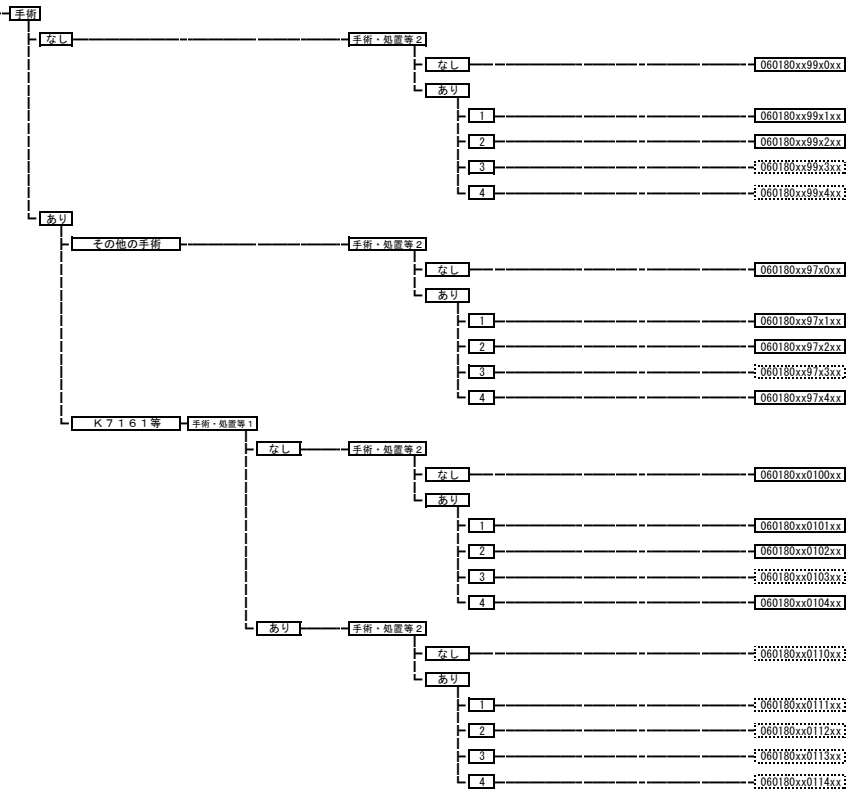 手術
なし 手術・処置等2
なし 060180xx99x0xx
あり
1 060180xx99x1xx
2 060180xx99x2xx
3 060180xx99x3xx
4 060180xx99x4xx
あり
その他の手術 手術・処置等2
なし 060180xx97x0xx
あり
1 060180xx97x1xx
2 060180xx97x2xx
3 060180xx97x3xx
4 060180xx97x4xx
K7161等 手術・処置等1
なし 手術・処置等2
なし 060180xx0100xx
あり
1 060180xx0101xx
2 060180xx0102xx
3 060180xx0103xx
4 060180xx0104xx
あり 手術・処置等2
なし 060180xx0110xx
あり
1 060180xx0111xx
2 060180xx0112xx
3 060180xx0113xx
4 060180xx0114xx